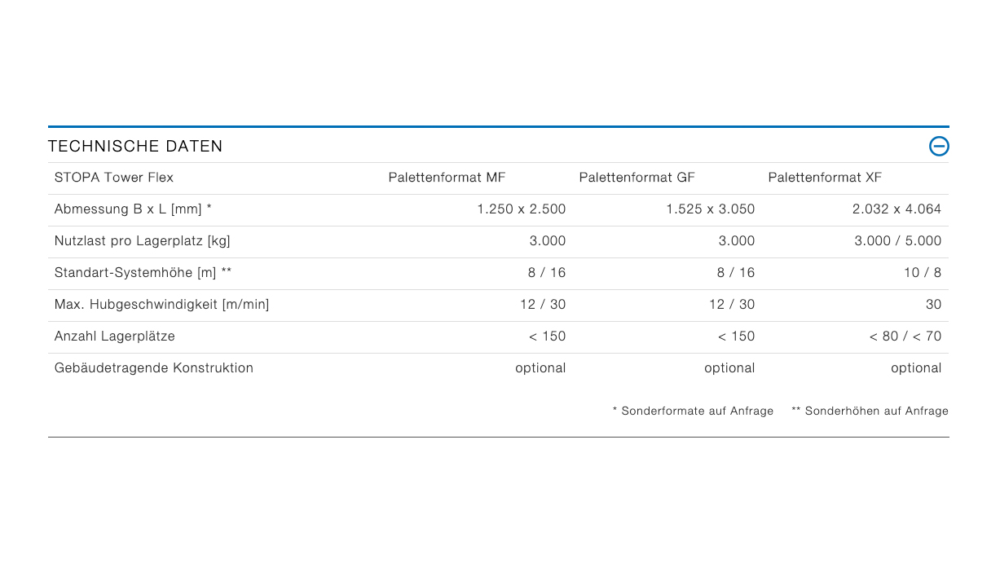 TECHNISCHE DATEN
STOPA Tower Flex Palettenformat MF Palettenformat GF Palettenformat XF
Abmessung B x L [mm] * 1.250 x 2.500 1.525 x 3.050 2.032 x 4.064
Nutzlast pro Lagerplatz [kg] 3.000 3.000 3.000 / 5.000
Standart-Systemhöhe [m] ** 8 / 16 8 / 16 10 / 8
Max. Hubgeschwindigkeit [m/min] 12 / 30 12 / 30 30
Anzahl Lagerplätze < 150 < 150 < 80 / < 70
Gebäudetragende Konstruktion optional optional optional
* Sonderformate auf Anfrage ** Sonderhöhen auf Anfrage